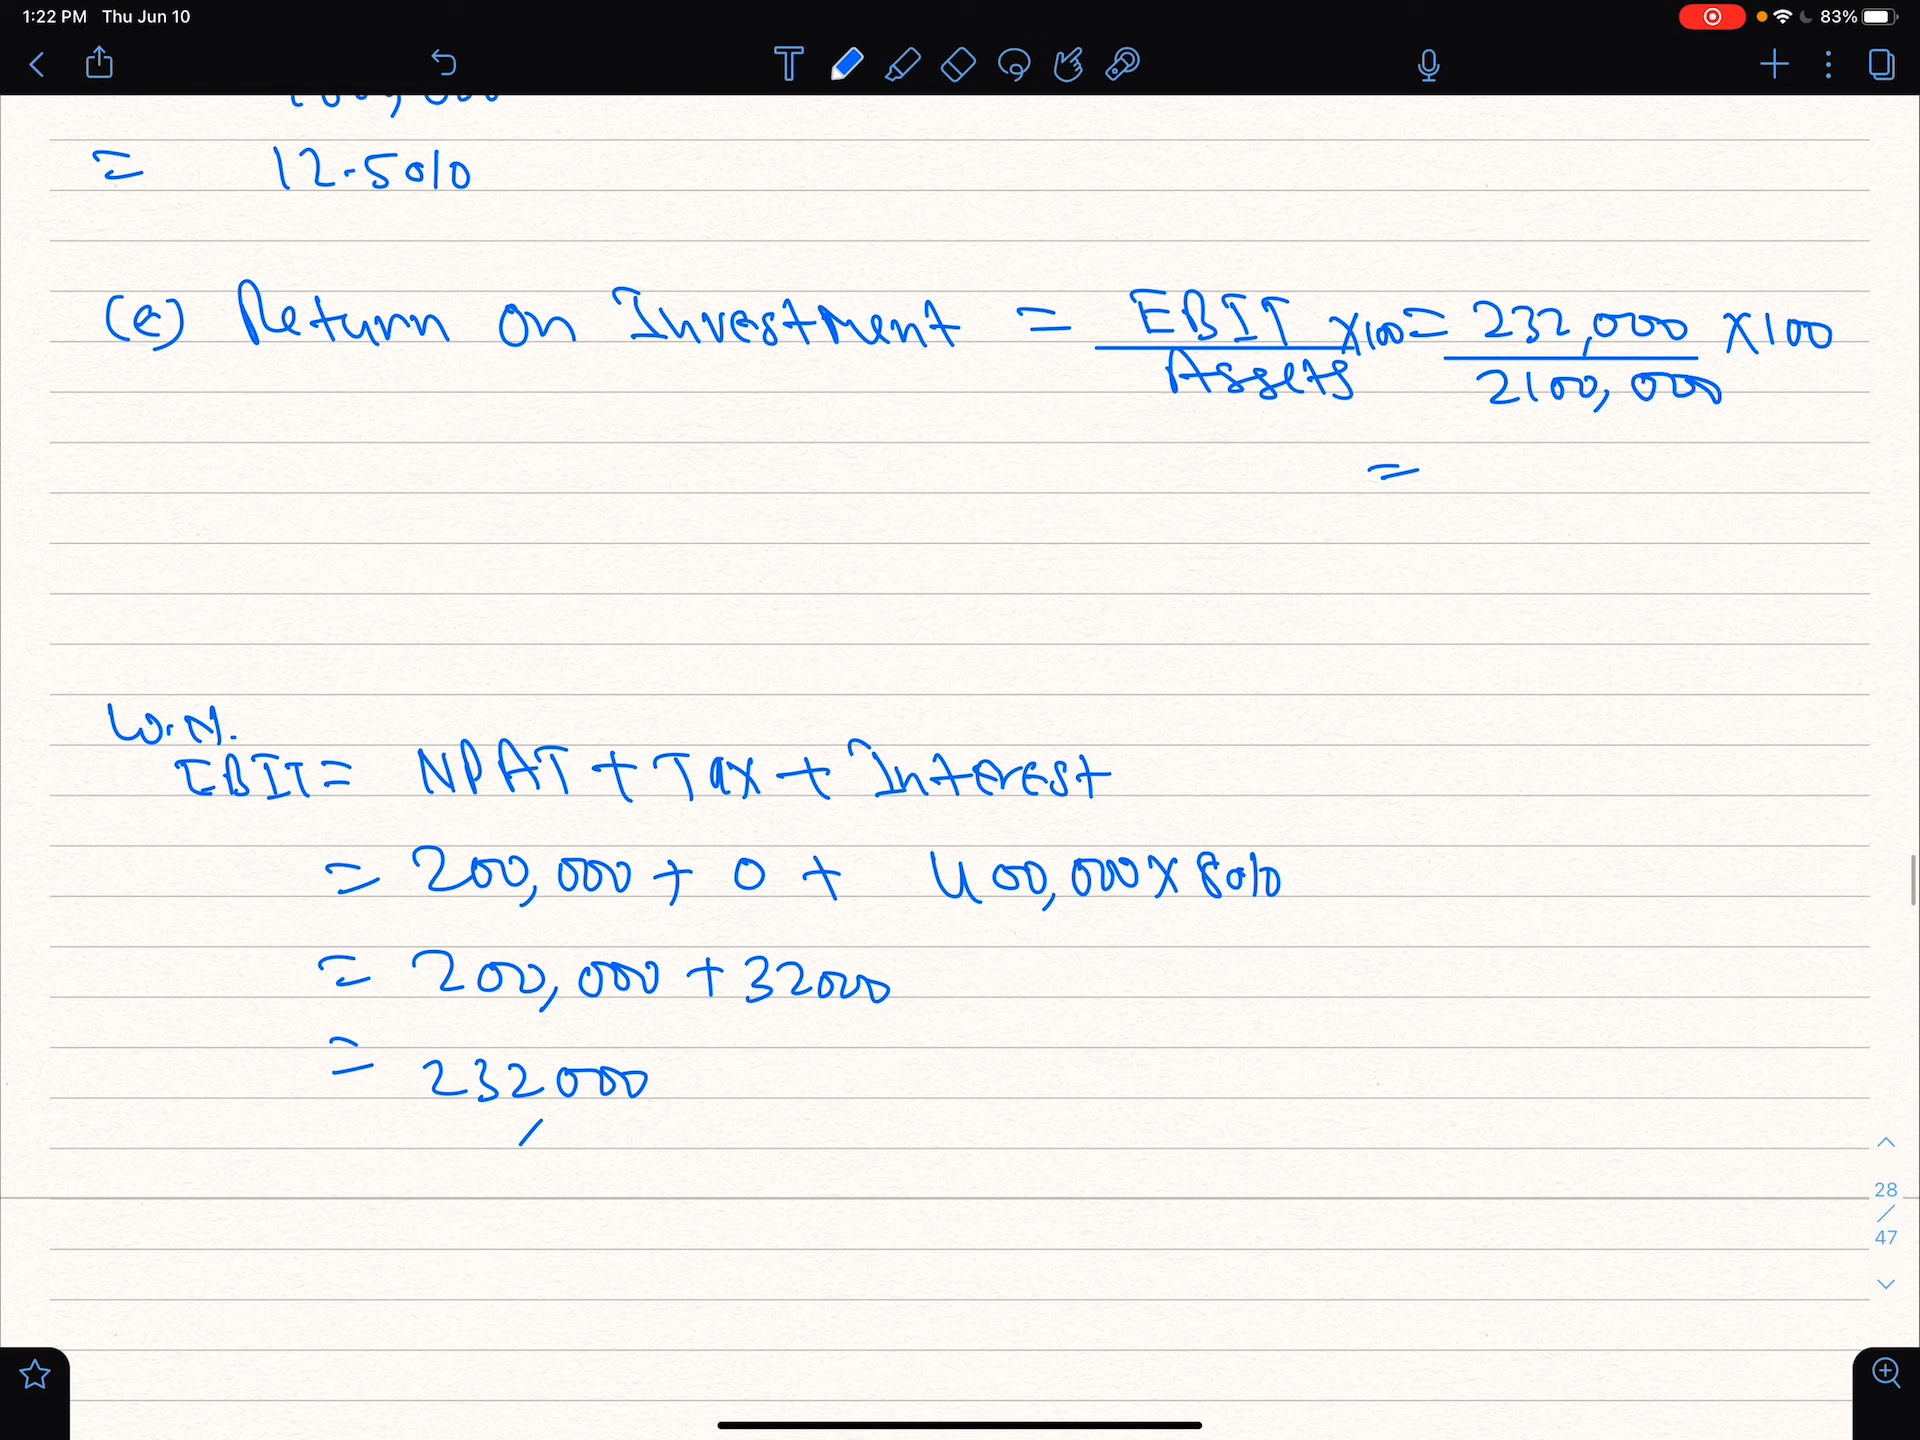 1:22 PM Thu Jun 10 83%
= 12.5%
(e) Return on Investment = EBIT/Assets X100 = 232,000/2100,000 X100
=
W.N.
EBIT = NPAT + Tax + Interest
= 200,000 + 0 + 400,000 X 8%
= 200,000 + 32000
= 232000
28
/
47